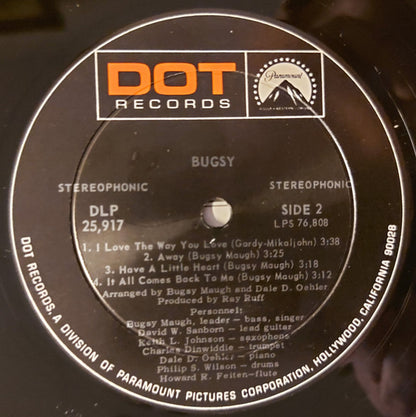 DOT
RECORDS
Paramount
BUGSY
STEREOPHONIC
STEREOPHONIC
DLP
25,917
SIDE 2
LPS 76,808
1. I Love The Way You Love (Gordy-Mikaljohn) 3:38
2. Away (Bugsy Maugh) 3:25
3. Have A Little Heart (Bugsy Maugh) 3:18
4. It All Comes Back To Me (Bugsy Maugh) 3:12
Arranged by Bugsy Maugh and Dale D. Oehler
Produced by Ray Ruff
Personnel:
Bugsy Maugh, leader- bass, singer
David W. Sanborn - lead guitar
Keith L. Johnson - saxophone
Charles Dinwiddie - trumpet
Dale D. Oehler - piano
Philip S. Wilson - drums
Howard R. Feiten-flute
DOT RECORDS, A DIVISION OF PARAMOUNT PICTURES CORPORATION, HOLLYWOOD, CALIFORNIA 90028